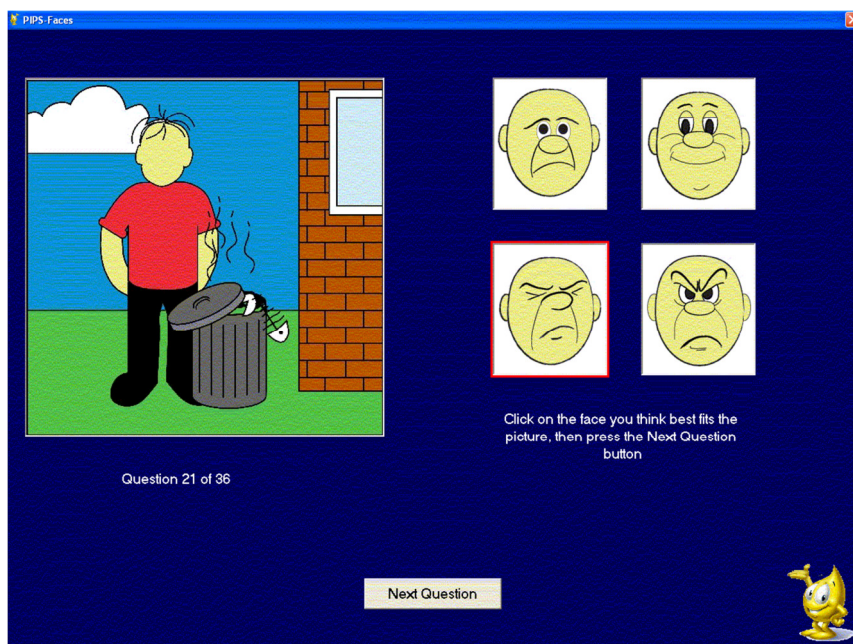 PIPS-Faces
Click on the face you think best fits the
picture, then press the Next Question
button
Question 21 of 36
Next Question